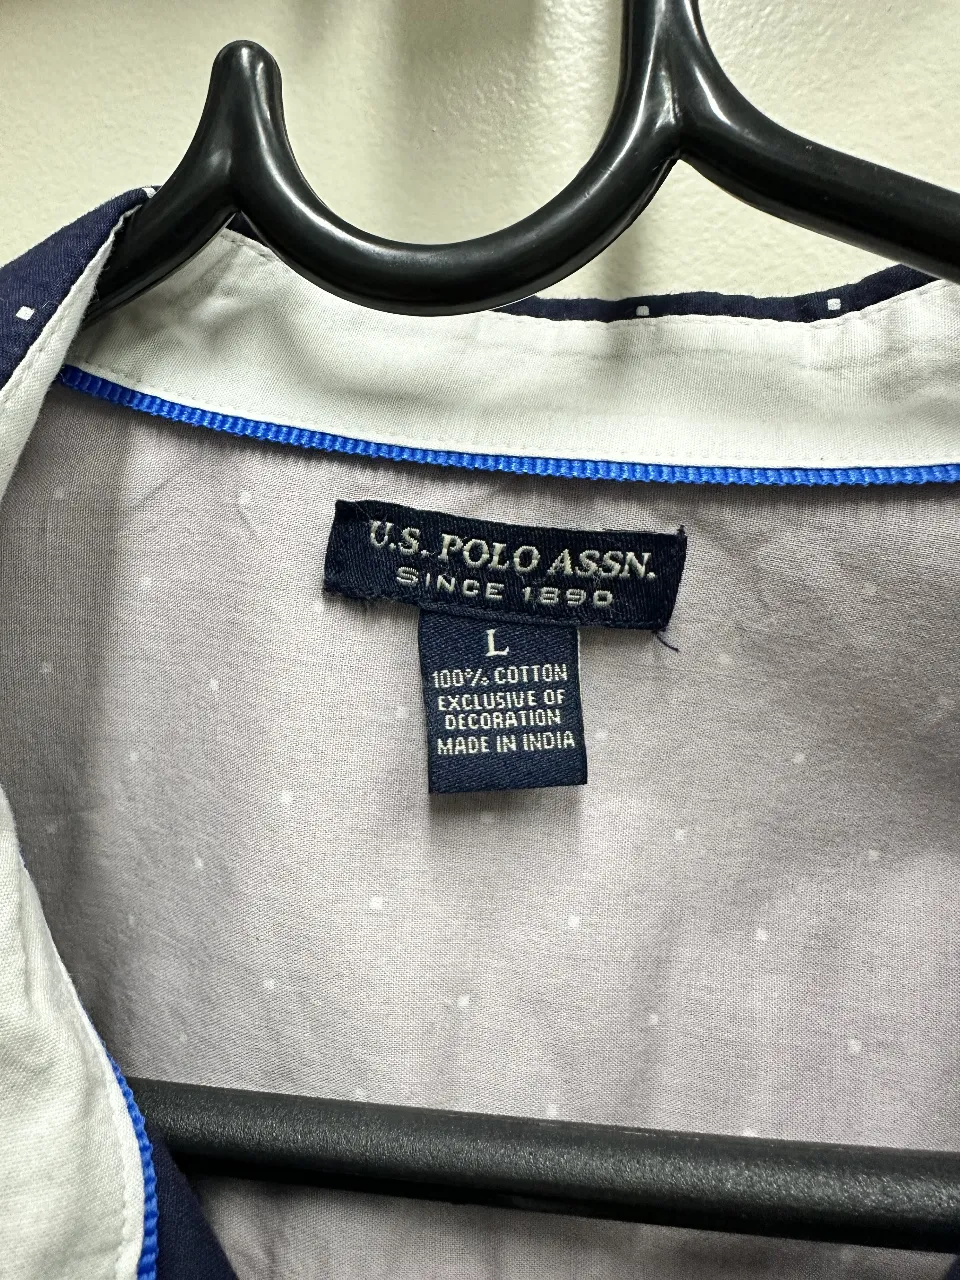 U.S. POLO ASSN.
SINCE 1890
L
100% COTTON
EXCLUSIVE OF
DECORATION
MADE IN INDIA